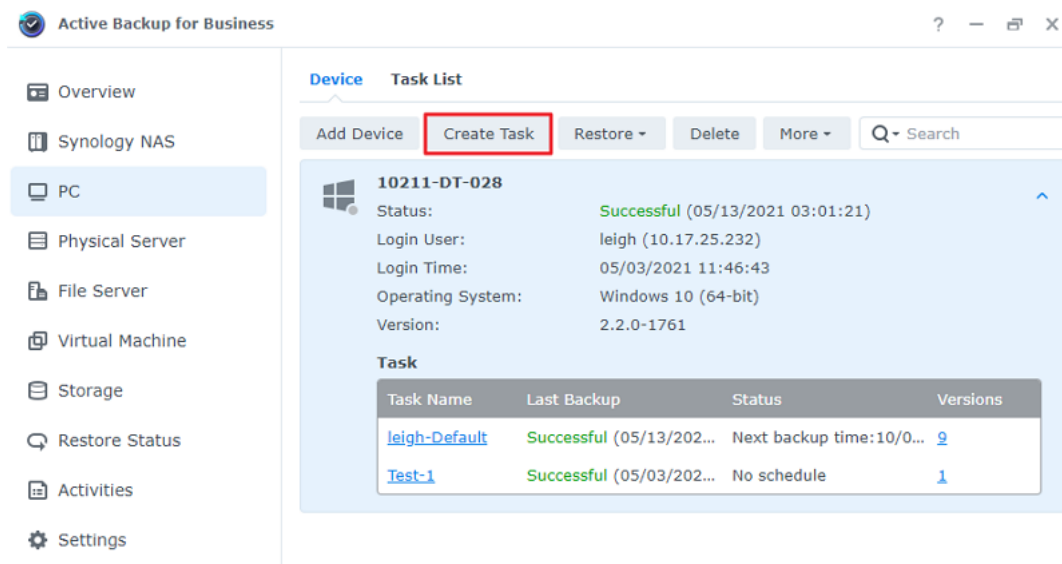 Active Backup for Business
?
Overview
Synology NAS
PC
Physical Server
File Server
Virtual Machine
Storage
Restore Status
Activities
Settings
Device Task List
Add Device Create Task Restore Delete More Search
10211-DT-028
Status: Successful (05/13/2021 03:01:21)
Login User: leigh (10.17.25.232)
Login Time: 05/03/2021 11:46:43
Operating System: Windows 10 (64-bit)
Version: 2.2.0-1761
Task
Task Name Last Backup Status Versions
leigh-Default Successful (05/13/202... Next backup time:10/0... 9
Test-1 Successful (05/03/202... No schedule 1